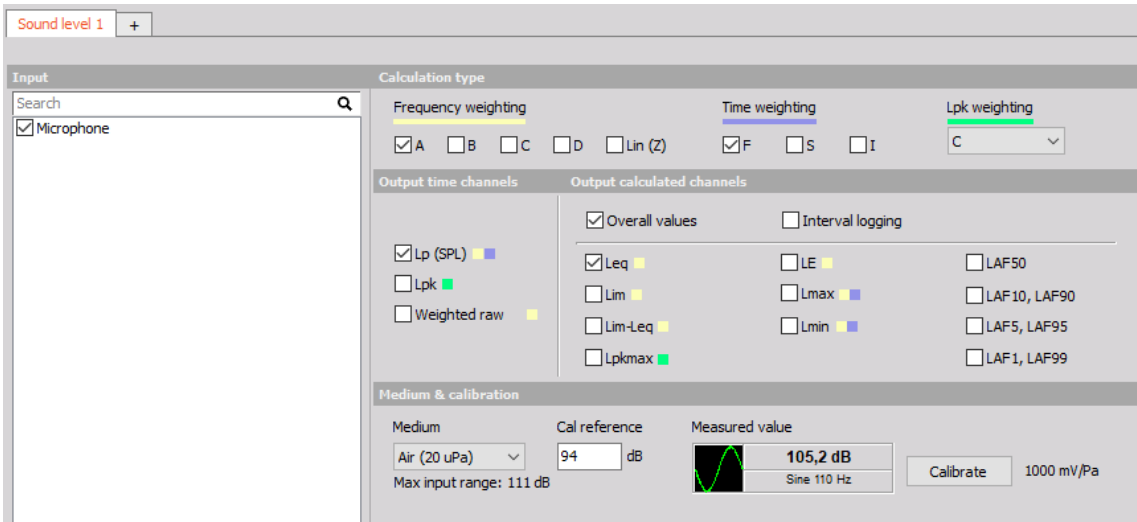 Sound level 1 +
Input
Search
Microphone
Calculation type
Frequency weighting Time weighting Lpk weighting
A B C D Lin (Z) F S I C
Output time channels Output calculated channels
Overall values Interval logging
Lp (SPL)
Lpk
Weighted raw
Leq LE LAF50
Lim Lmax LAF10, LAF90
Lim-Leq Lmin LAF5, LAF95
Lpkmax LAF1, LAF99
Medium & calibration
Medium Cal reference Measured value
Air (20 uPa) 94 dB 105,2 dB
Sine 110 Hz
Calibrate 1000 mV/Pa
Max input range: 111 dB